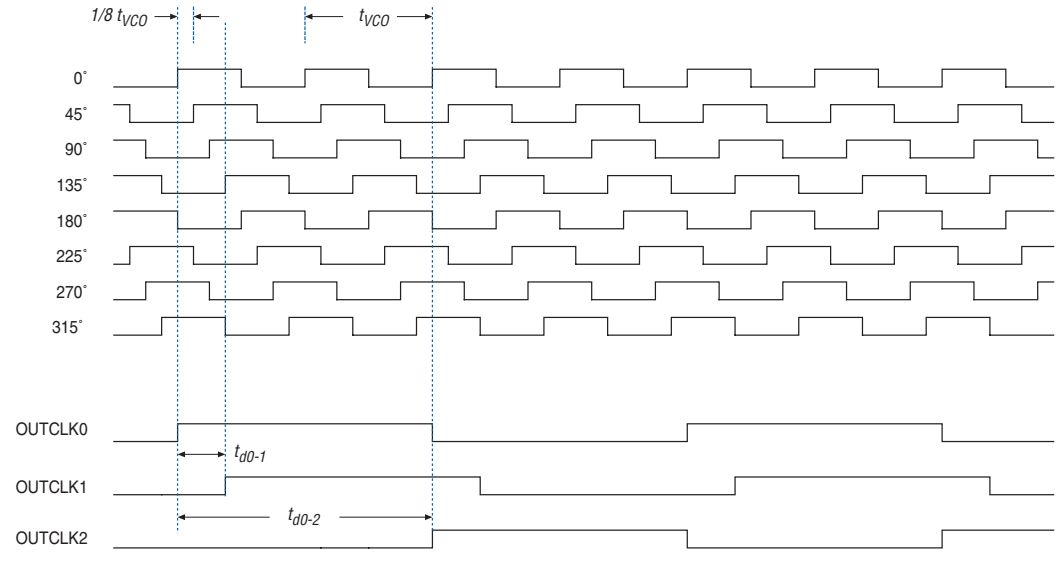 1/8 tVCO
tVCO
0˚
45˚
90˚
135˚
180˚
225˚
270˚
315˚
OUTCLK0
td0-1
OUTCLK1
td0-2
OUTCLK2